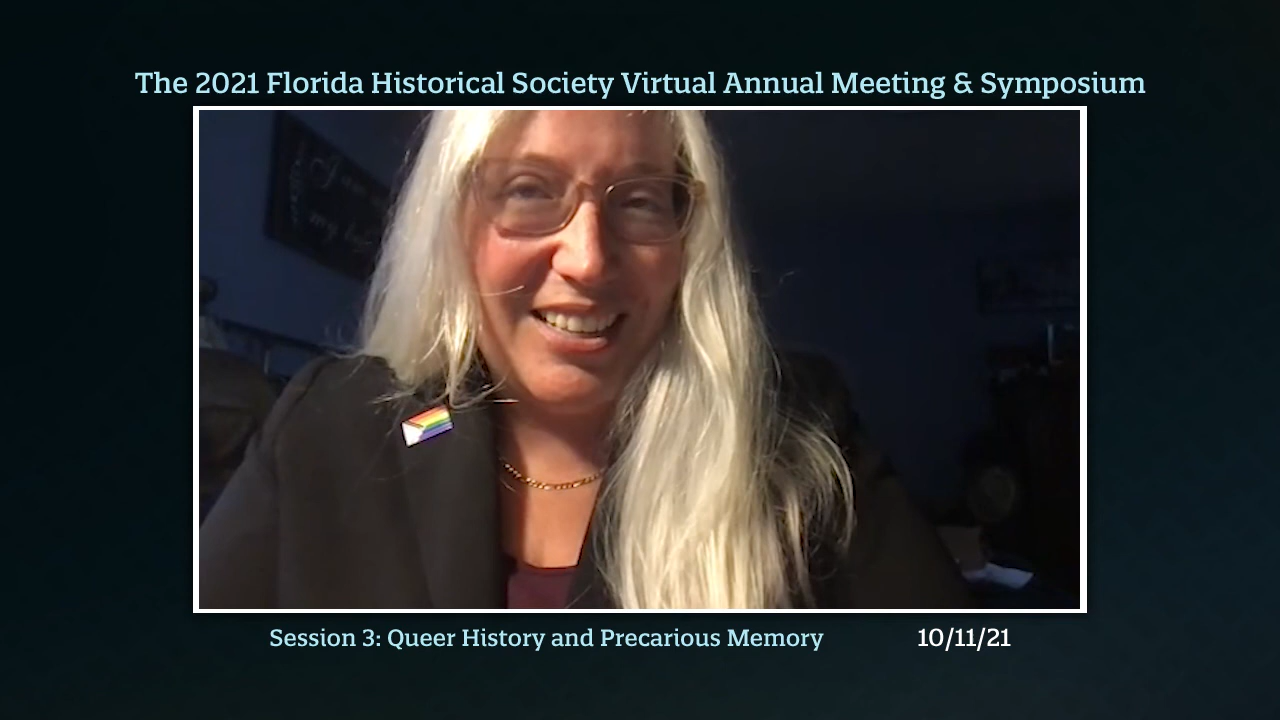 The 2021 Florida Historical Society Virtual Annual Meeting & Symposium
Session 3: Queer History and Precarious Memory
10/11/21